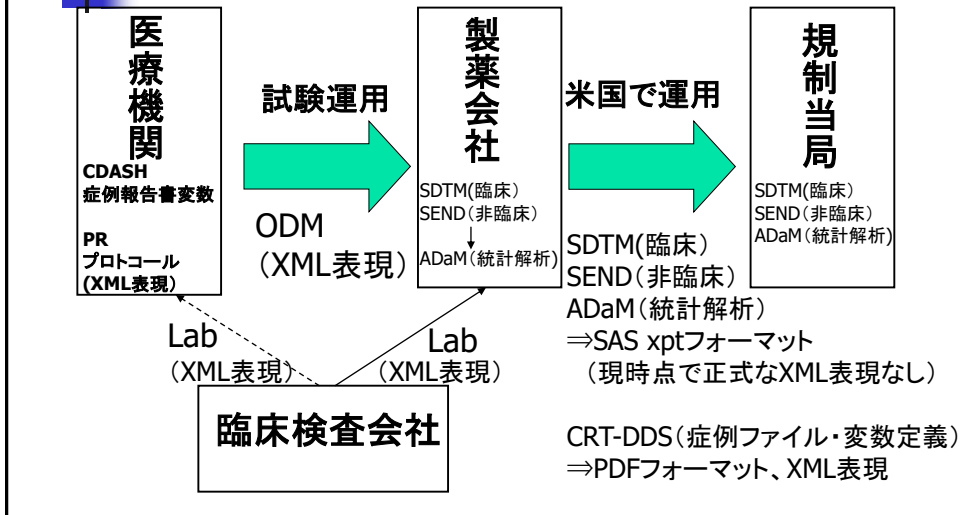 医療機関
CDASH
症例報告書変数
PR
プロトコール
(XML表現)
試験運用
ODM
（XML表現）
製薬会社
SDTM(臨床）
SEND（非臨床）
ADaM（統計解析）
米国で運用
SDTM(臨床）
SEND（非臨床）
ADaM（統計解析）
⇒SAS xptフォーマット
（現時点で正式なXML表現なし）
CRT-DDS（症例ファイル・変数定義）
⇒PDFフォーマット、XML表現
規制当局
SDTM(臨床）
SEND（非臨床）
ADaM（統計解析）
Lab
（XML表現）
Lab
（XML表現）
臨床検査会社